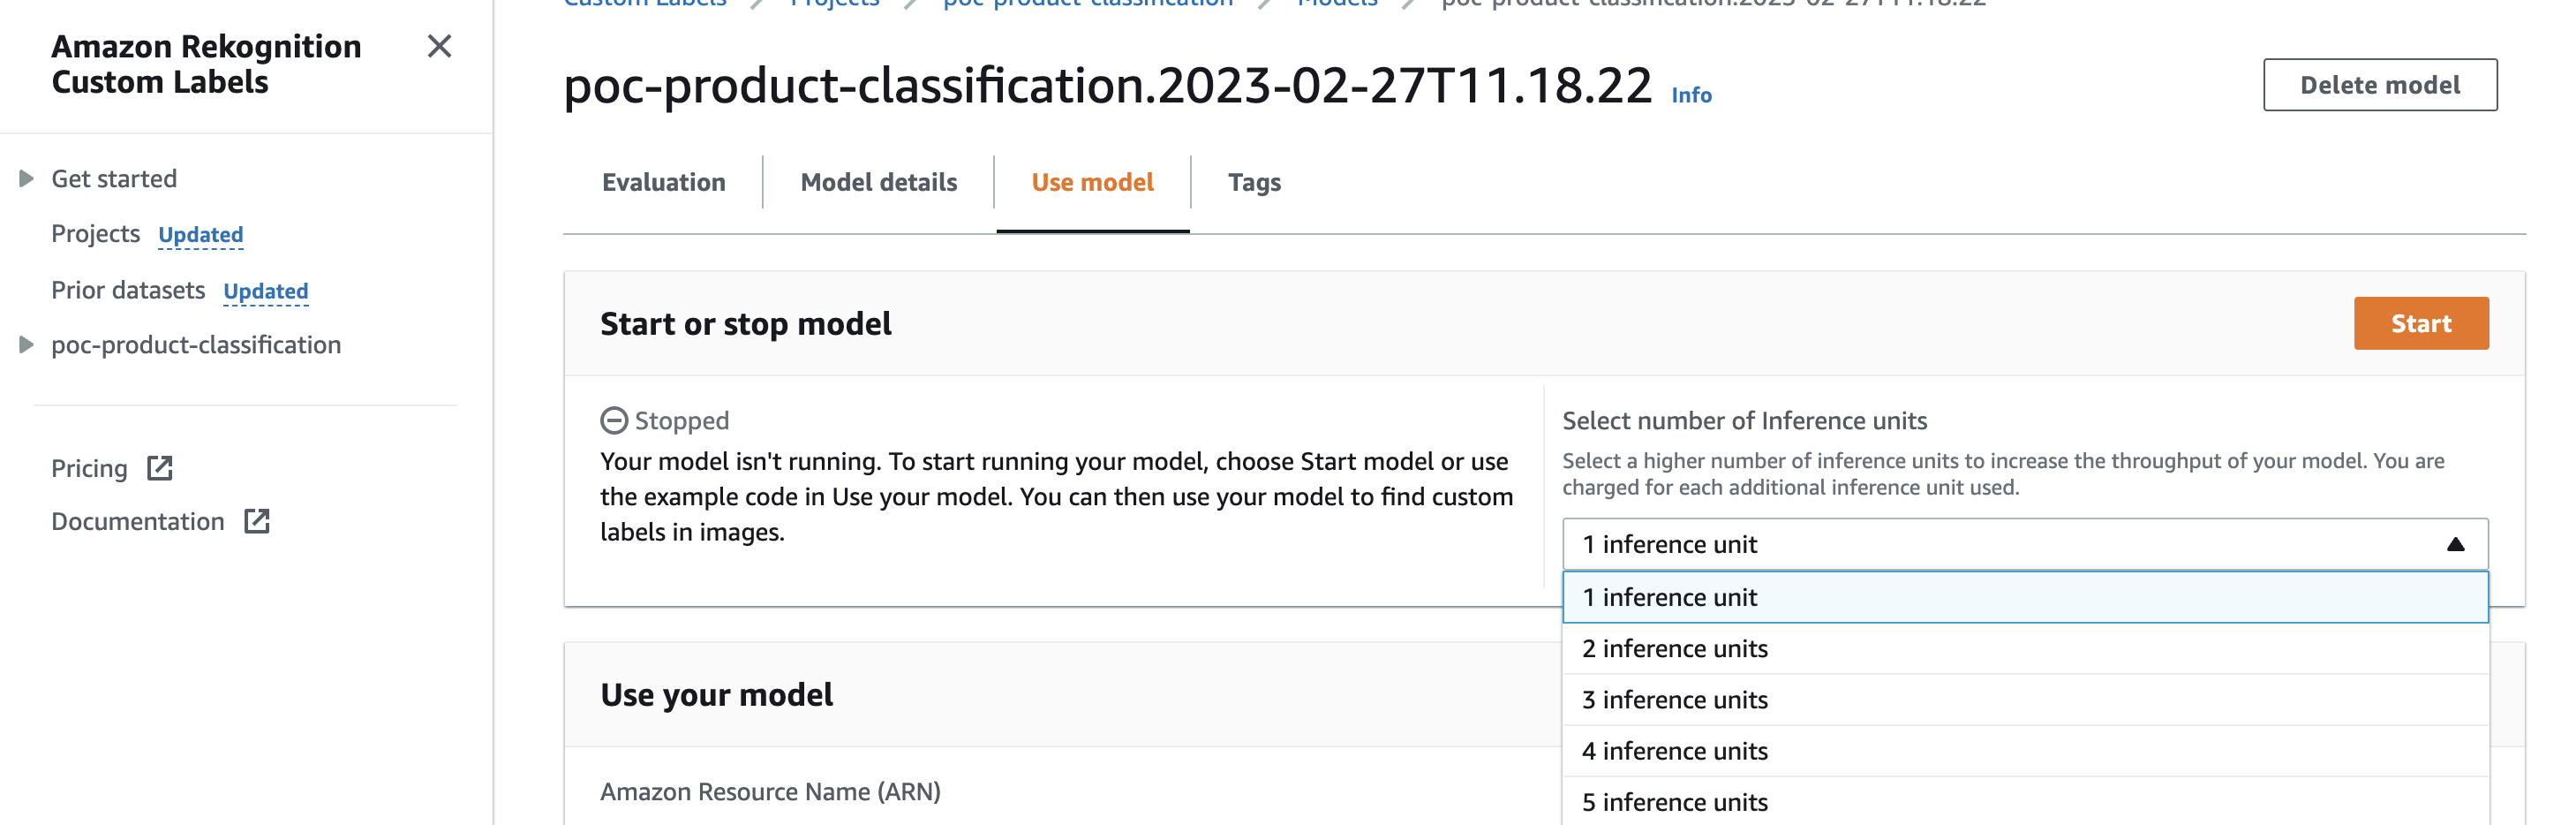 Custom Labels
Projects
poc-product-classification
Models
poc-product-classification.2023-02-27T11.18.22
Amazon Rekognition
Custom Labels
poc-product-classification.2023-02-27T11.18.22 Info
Delete model
Get started
Projects Updated
Prior datasets Updated
poc-product-classification
Pricing
Documentation
Evaluation
Model details
Use model
Tags
Start or stop model
Start
Stopped
Your model isn't running. To start running your model, choose Start model or use
the example code in Use your model. You can then use your model to find custom
labels in images.
Select number of Inference units
Select a higher number of inference units to increase the throughput of your model. You are
charged for each additional inference unit used.
1 inference unit
1 inference unit
2 inference units
3 inference units
4 inference units
5 inference units
Use your model
Amazon Resource Name (ARN)